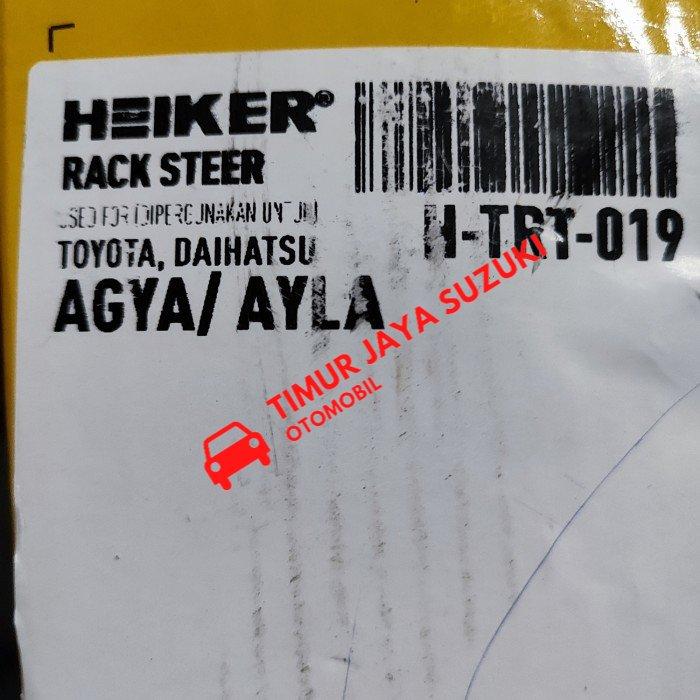 HEIKER®
RACK STEER
USED FOR (DIPERGUNAKAN UNTUK)
TOYOTA, DAIHATSU
AGYA/ AYLA
H-TRT-019
TIMUR JAYA SUZUKI
OTOMOBIL